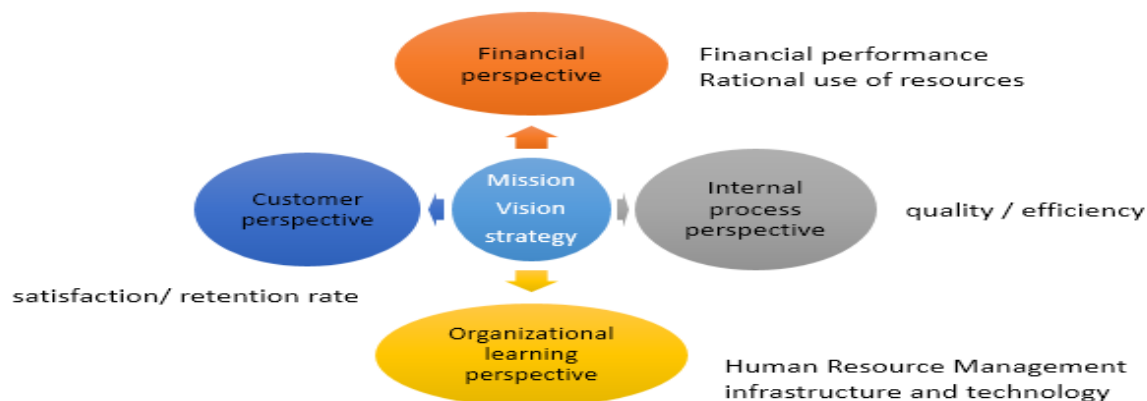 Financial
perspective
Financial performance
Rational use of resources
Customer
perspective
Mission
Vision
strategy
Internal
process
perspective
quality / efficiency
satisfaction/ retention rate
Organizational
learning
perspective
Human Resource Management
infrastructure and technology